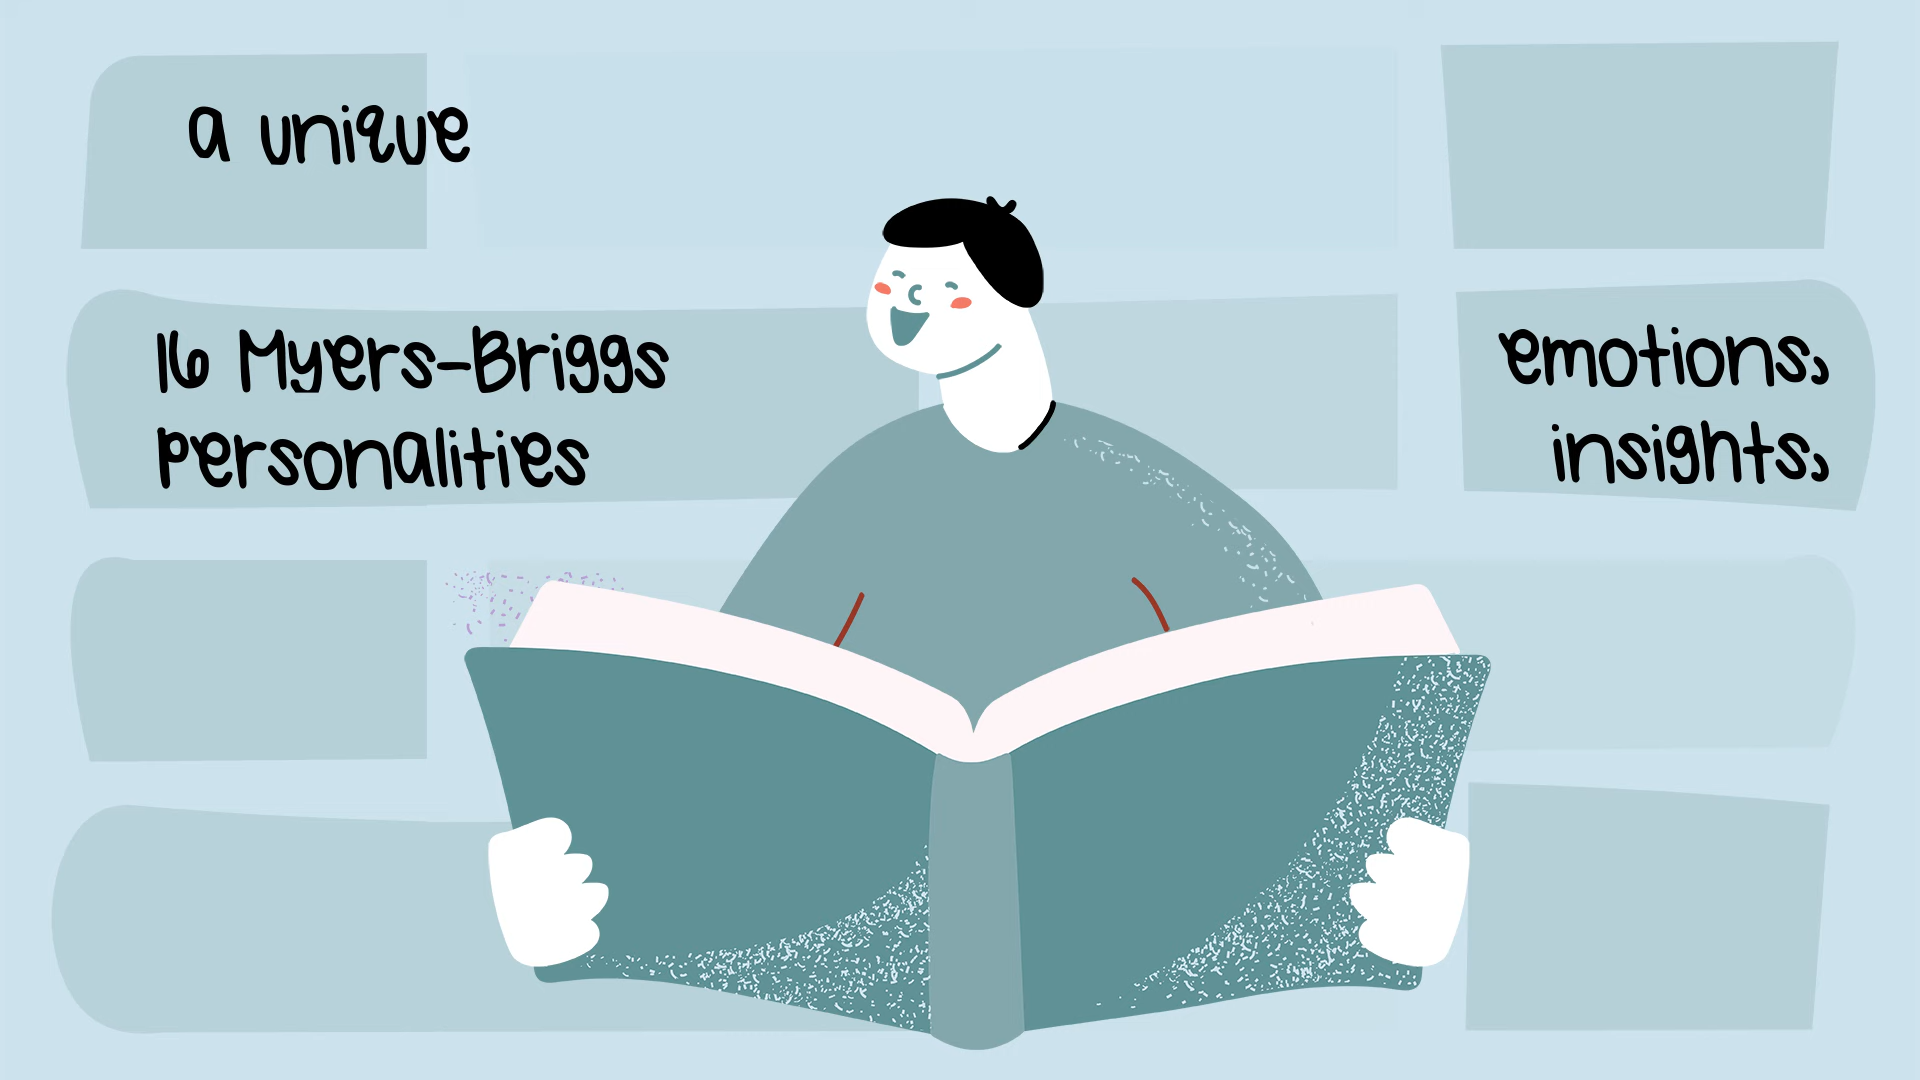 a unique
16 Myers-Briggs
personalities
emotions,
insights,